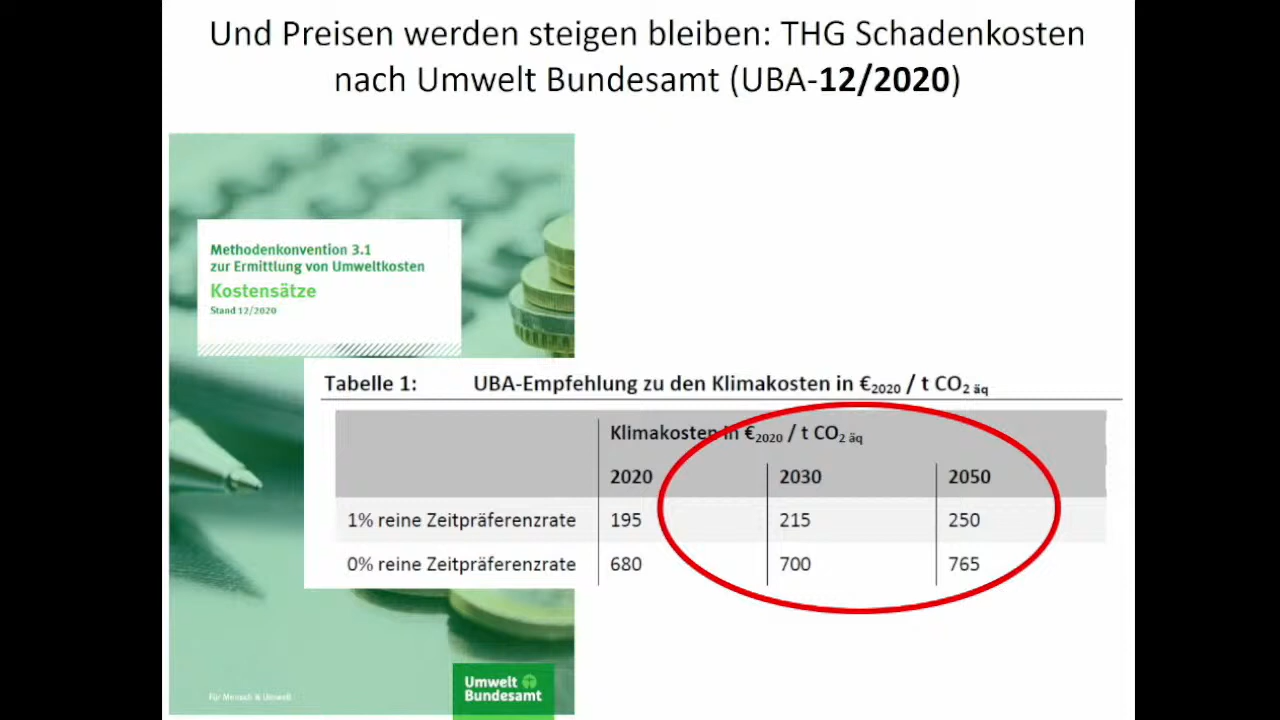 Und Preisen werden steigen bleiben: THG Schadenkosten
nach Umwelt Bundesamt (UBA-12/2020)
Methodenkonvention 3.1
zur Ermittlung von Umweltkosten
Kostensätze
Stand 12/2020
Tabelle 1: UBA-Empfehlung zu den Klimakosten in €2020 / t CO2 äq
Klimakosten in €2020 / t CO2 äq
2020 2030 2050
1% reine Zeitpräferenzrate 195 215 250
0% reine Zeitpräferenzrate 680 700 765
Für Mensch & Umwelt
Umwelt
Bundesamt